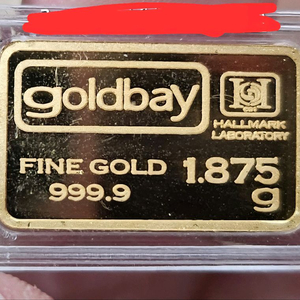 goldbay
HALLMARK
LABORATORY
FINE GOLD
999.9
1.875
g